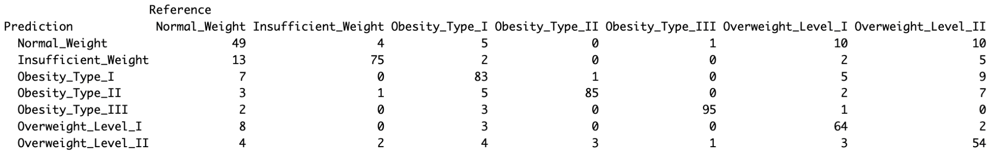 Reference
Prediction Normal_Weight Insufficient_Weight Obesity_Type_I Obesity_Type_II Obesity_Type_III Overweight_Level_I Overweight_Level_II
Normal_Weight 49 4 5 0 1 10 10
Insufficient_Weight 13 75 2 0 0 2 5
Obesity_Type_I 7 0 83 1 0 5 9
Obesity_Type_II 3 1 5 85 0 2 7
Obesity_Type_III 2 0 3 0 95 1 0
Overweight_Level_I 8 0 3 0 0 64 2
Overweight_Level_II 4 2 4 3 1 3 54